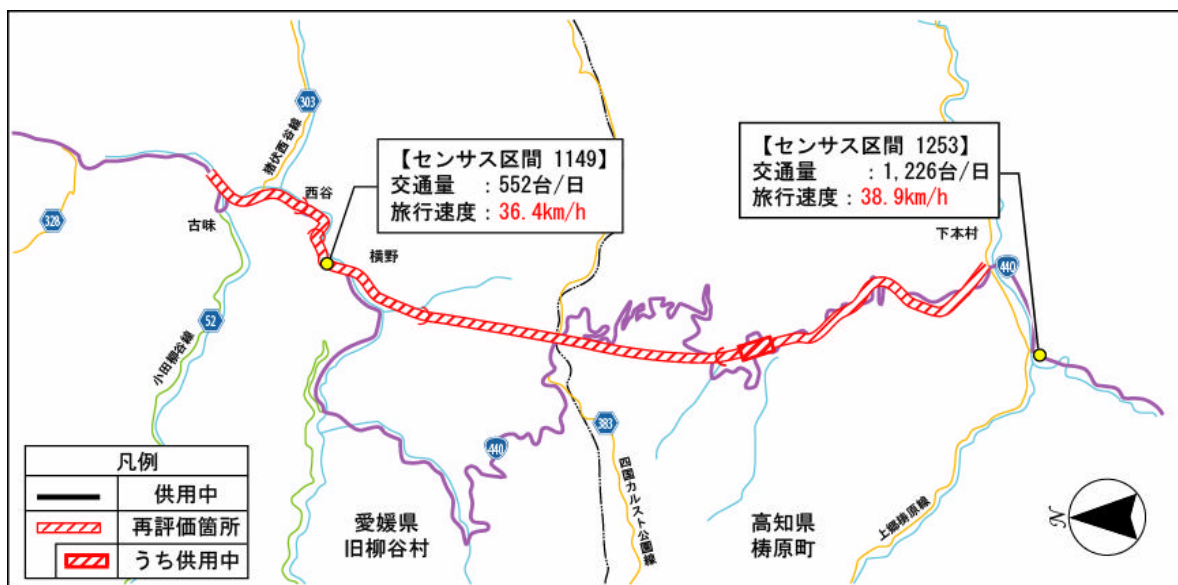 303
猪伏西谷線
【センサス区間 1149】
交通量 : 552台/日
旅行速度 : 36.4km/h
【センサス区間 1253】
交通量 : 1,226台/日
旅行速度 : 38.9km/h
西谷
328
古味
横野
下本村
440
52
小田柳谷線
383
440
四国カルスト公園線
上郷梼原線
愛媛県
旧柳谷村
高知県
梼原町
凡例
供用中
再評価箇所
うち供用中
N